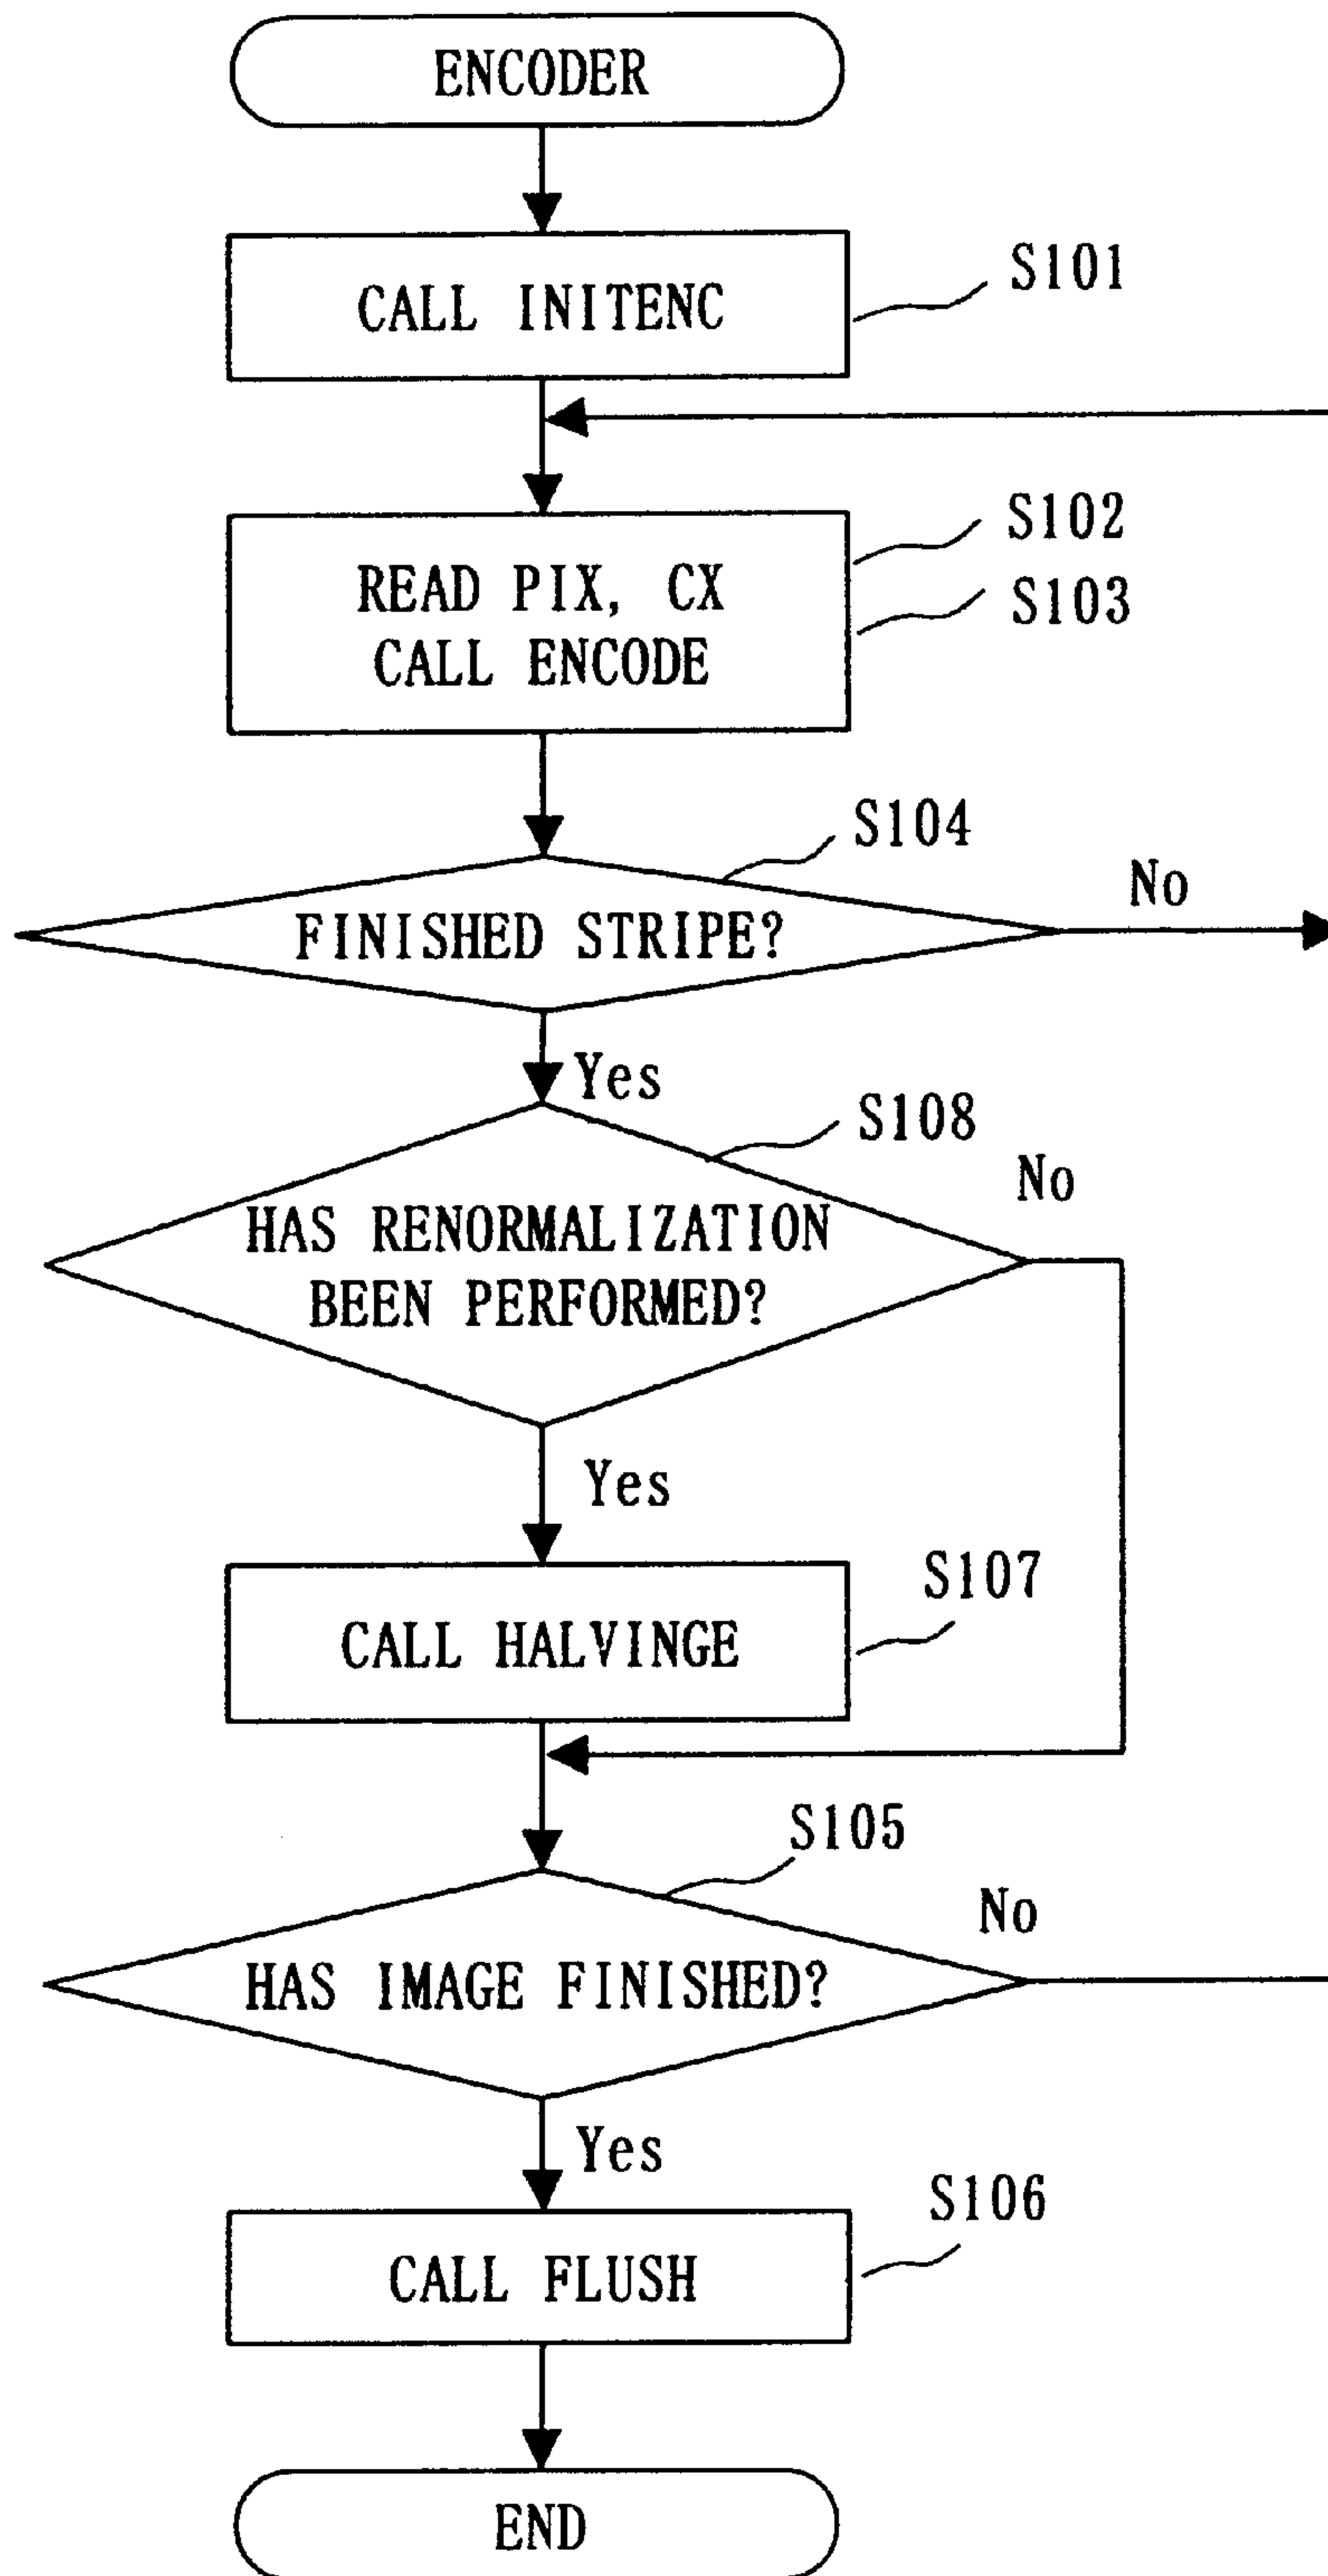 ENCODER
CALL INITENC
S101
READ PIX, CX
CALL ENCODE
S102
S103
S104
FINISHED STRIPE?
No
Yes
S108
HAS RENORMALIZATION
BEEN PERFORMED?
No
Yes
S107
CALL HALVINGE
S105
HAS IMAGE FINISHED?
No
Yes
S106
CALL FLUSH
END